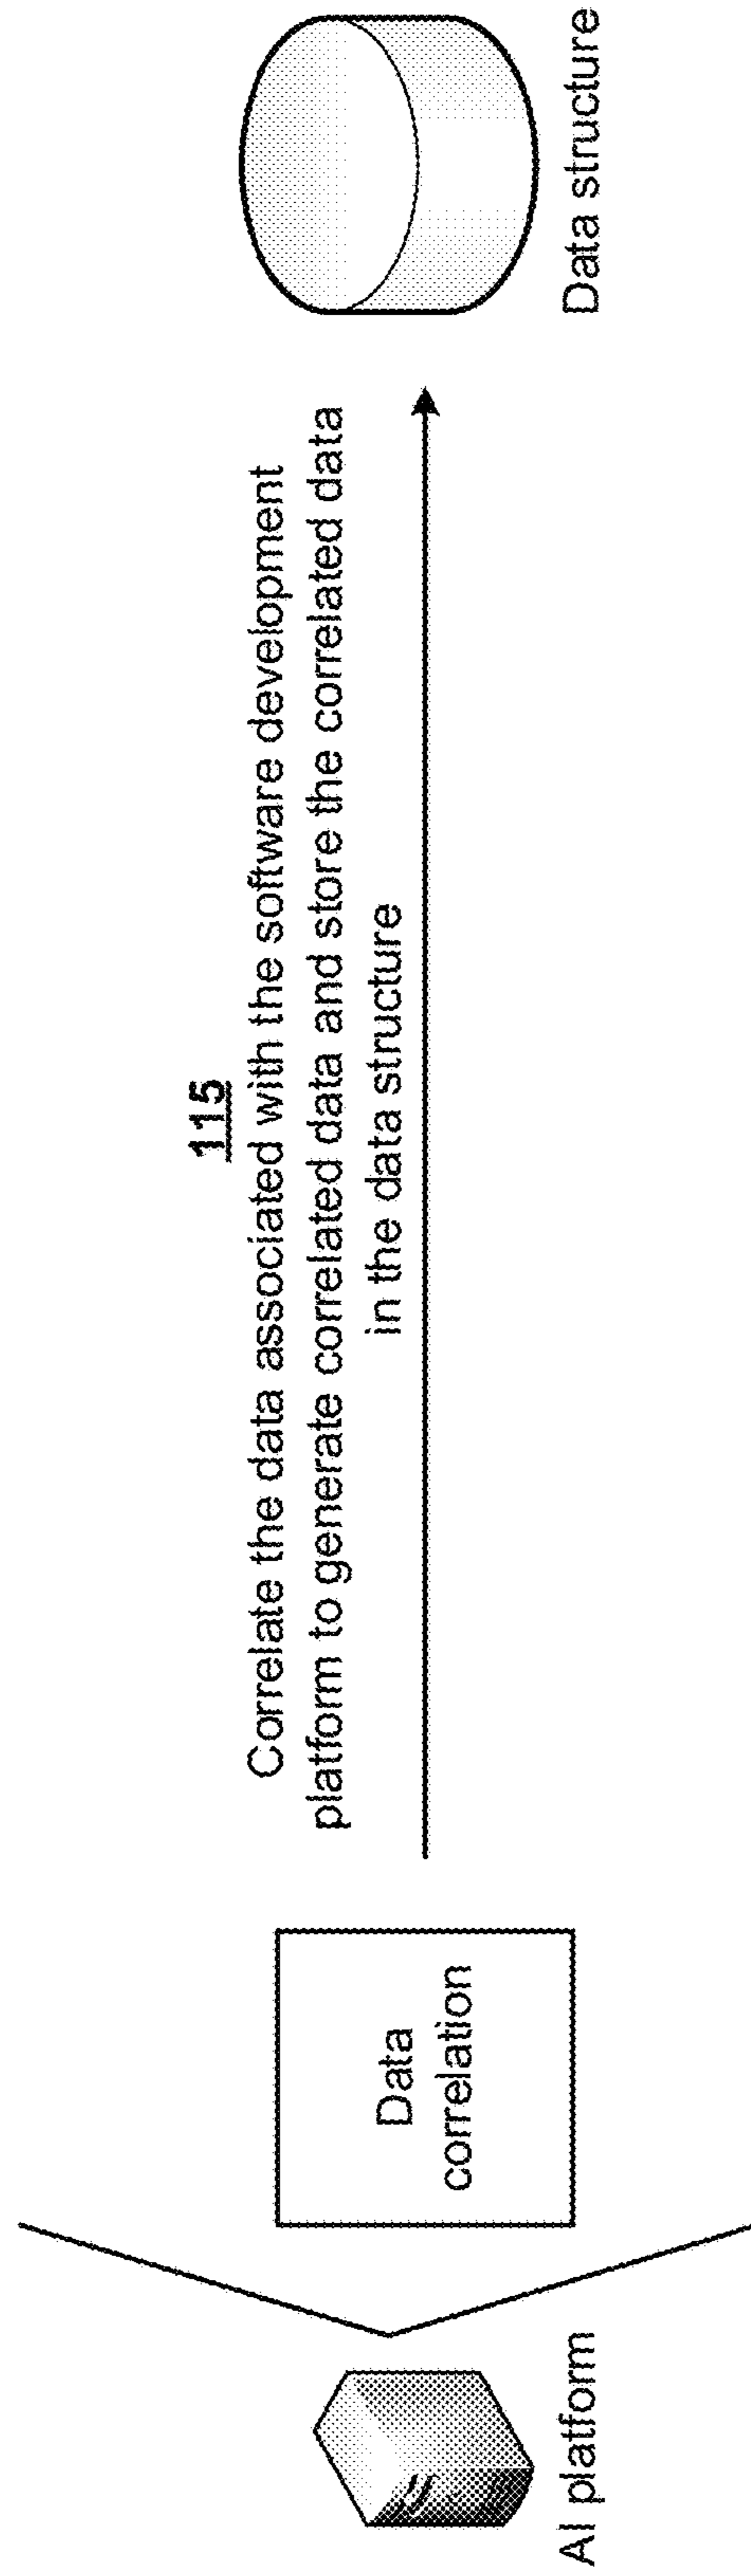 115
Correlate the data associated with the software development
platform to generate correlated data and store the correlated data
in the data structure
AI platform
Data
correlation
Data structure